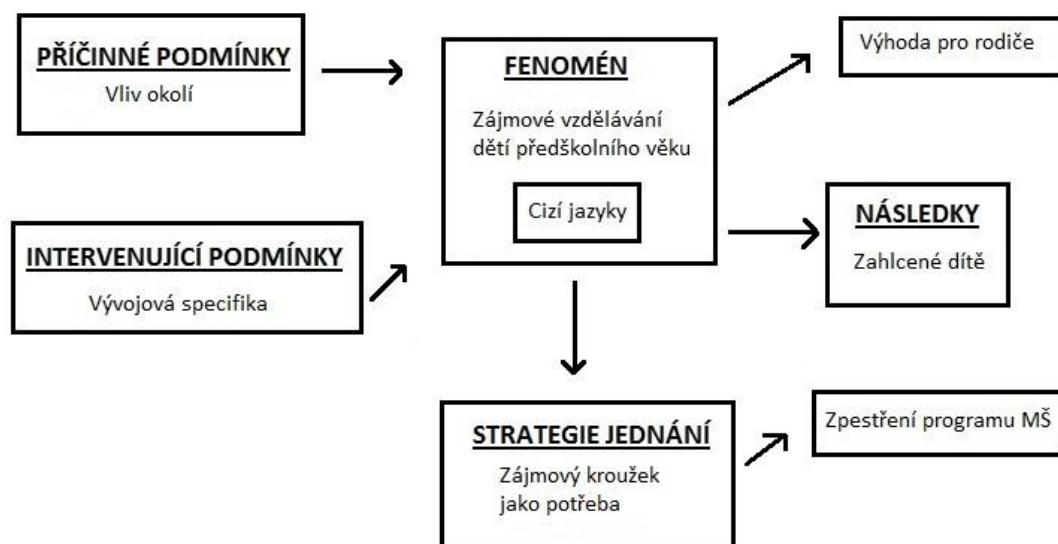 PŘÍČINNÉ PODMÍNKY
Vliv okolí
FENOMÉN
Zájmové vzdělávání
dětí předškolního věku
Cizí jazyky
Výhoda pro rodiče
INTERVENUJÍCÍ PODMÍNKY
Vývojová specifika
NÁSLEDKY
Zahlcené dítě
STRATEGIE JEDNÁNÍ
Zájmový kroužek
jako potřeba
Zpestření programu MŠ